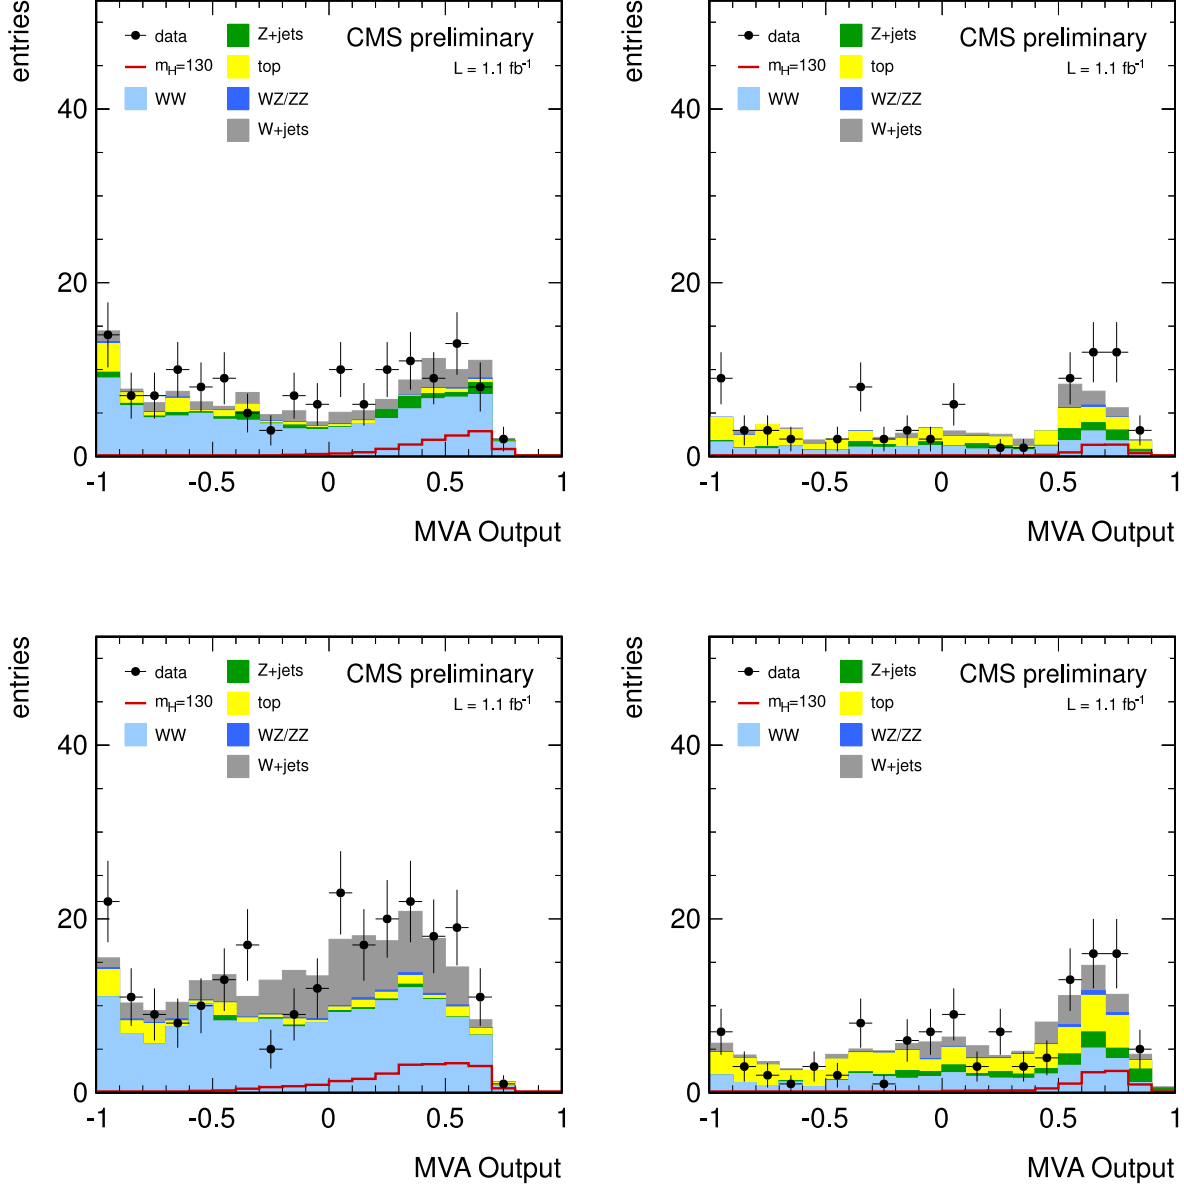 entries
data
Z+jets
CMS preliminary
m_H=130
top
L = 1.1 fb⁻¹
WW
WZ/ZZ
W+jets
40
20
0
-1 -0.5 0 0.5 1
MVA Output
entries
data
Z+jets
CMS preliminary
m_H=130
top
L = 1.1 fb⁻¹
WW
WZ/ZZ
W+jets
40
20
0
-1 -0.5 0 0.5 1
MVA Output
entries
data
Z+jets
CMS preliminary
m_H=130
top
L = 1.1 fb⁻¹
WW
WZ/ZZ
W+jets
40
20
0
-1 -0.5 0 0.5 1
MVA Output
entries
data
Z+jets
CMS preliminary
m_H=130
top
L = 1.1 fb⁻¹
WW
WZ/ZZ
W+jets
40
20
0
-1 -0.5 0 0.5 1
MVA Output